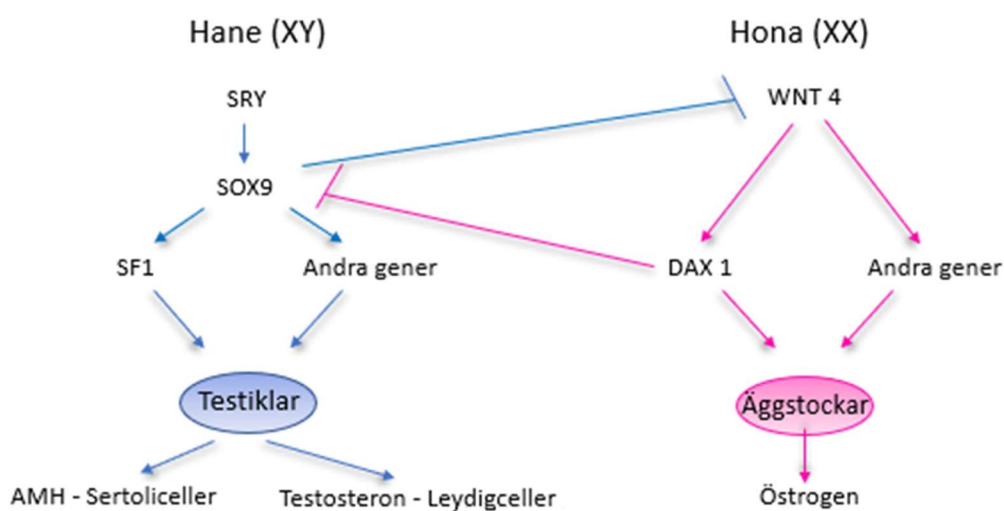 Hane (XY)
Hona (XX)
SRY
WNT 4
SOX9
SF1
Andra gener
DAX 1
Andra gener
Testiklar
Äggstockar
AMH - Sertoliceller
Testosteron - Leydigceller
Östrogen